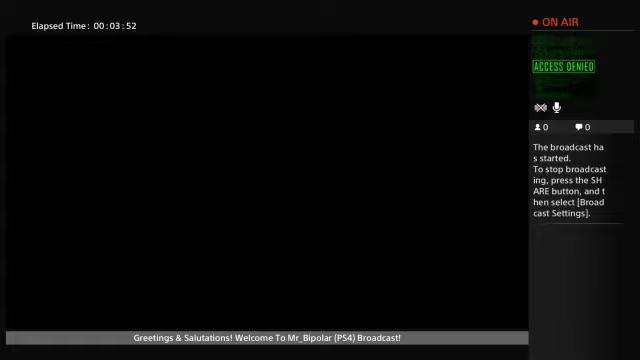 Elapsed Time: 00:03:52
ON AIR
ACCESS DENIED
0 0
The broadcast ha
s started.
To stop broadcast
ing, press the SH
ARE button, and t
hen select [Broad
cast Settings].
Greetings & Salutations! Welcome To Mr_Bipolar (PS4) Broadcast!